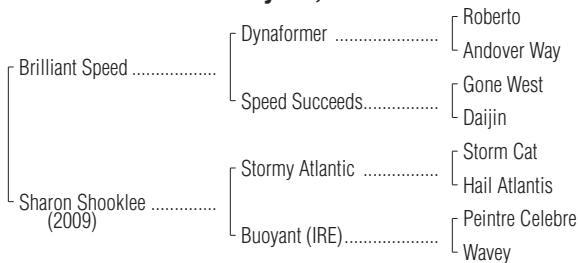 Roberto
Dynaformer ..................
Andover Way
Brilliant Speed .................
Gone West
Speed Succeeds................
Daijin
Storm Cat
Stormy Atlantic ................
Hail Atlantis
Sharon Shooklee .............
(2009)
Peintre Celebre
Buoyant (IRE)....................
Wavey